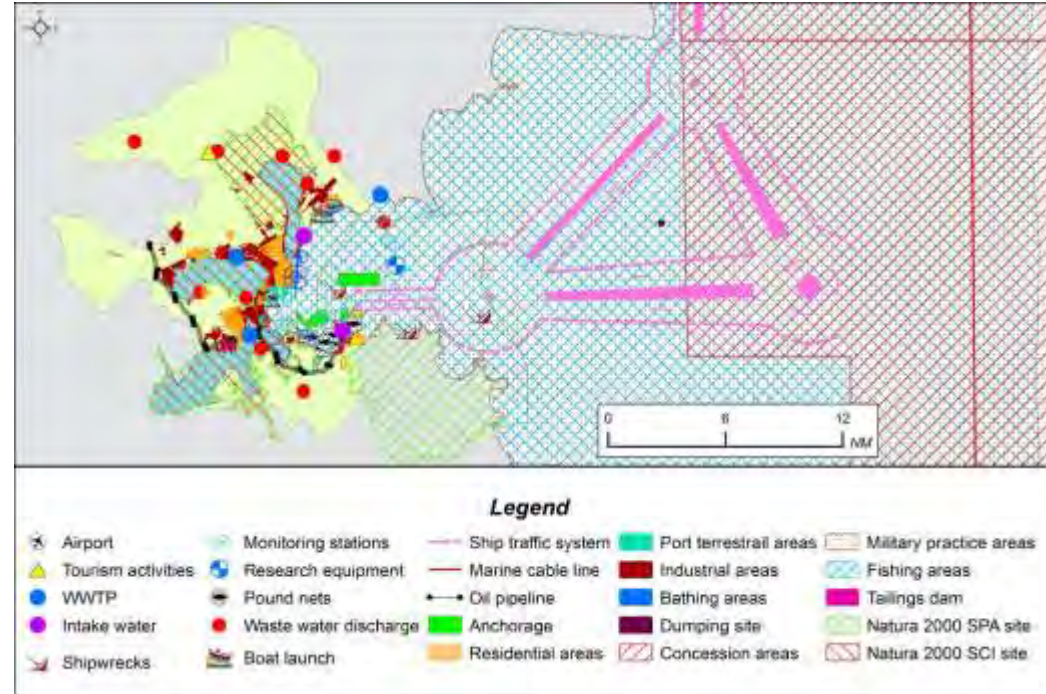 0 6 12
NM
Legend
Airport
Monitoring stations
Ship traffic system
Port terrestrail areas
Military practice areas
Tourism activities
Research equipment
Marine cable line
Industrial areas
Fishing areas
WWTP
Pound nets
Oil pipeline
Bathing areas
Tailings dam
Intake water
Waste water discharge
Anchorage
Dumping site
Natura 2000 SPA site
Shipwrecks
Boat launch
Residential areas
Concession areas
Natura 2000 SCI site